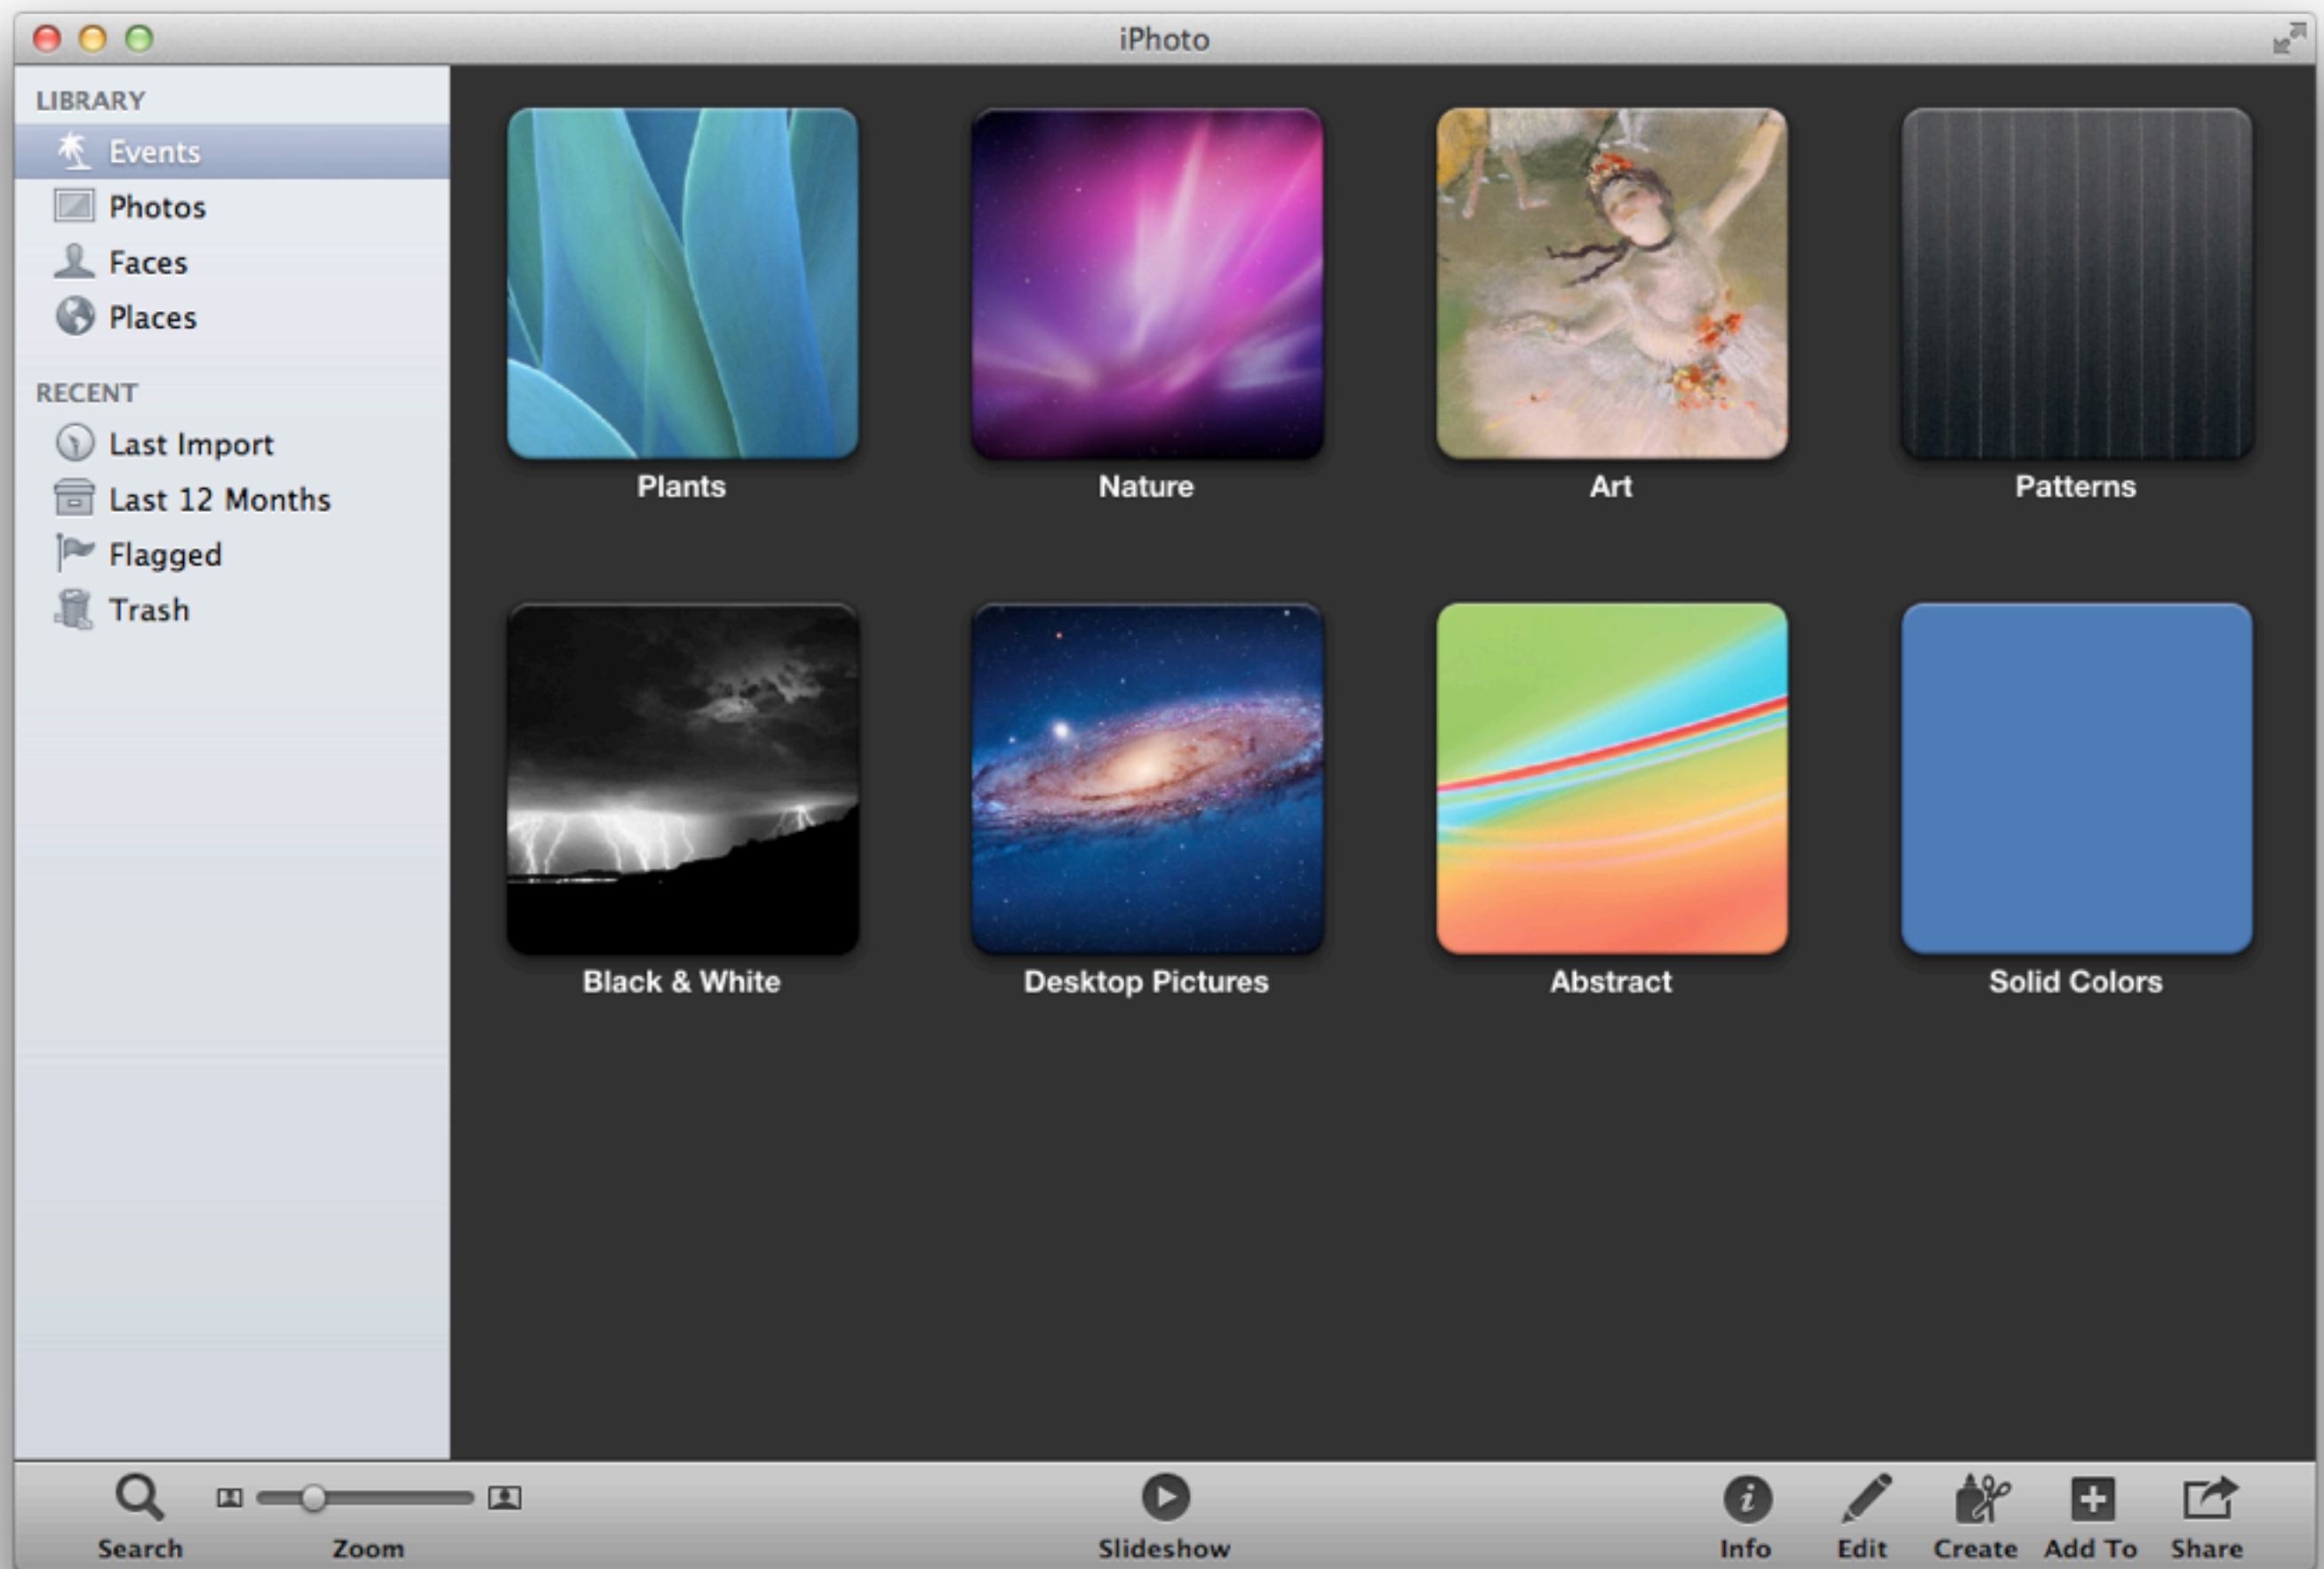 iPhoto
LIBRARY
Events
Photos
Faces
Places
RECENT
Last Import
Last 12 Months
Flagged
Trash
Plants
Nature
Art
Patterns
Black & White
Desktop Pictures
Abstract
Solid Colors
Search
Zoom
Slideshow
Info
Edit
Create
Add To
Share